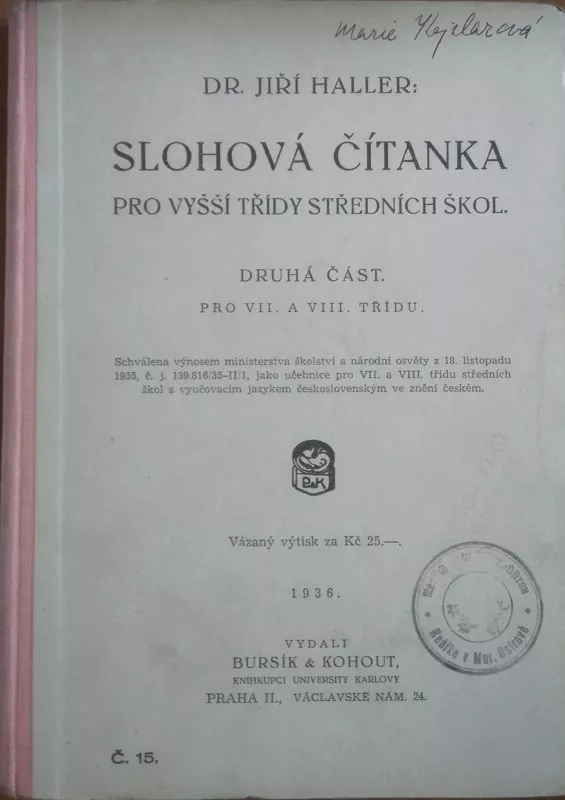 Marie
DR. JIŘÍ HALLER:
SLOHOVÁ ČÍTANKA
PRO VYŠŠÍ TŘÍDY STŘEDNÍCH ŠKOL.
DRUHÁ ČÁST.
PRO VII. A VIII. TŘÍDU.
Schválena výnosem ministerstva školství a národní osvěty z 18. listopadu
1935, č. j. 139.816/35-II/1, jako učebnice pro VII. a VIII. třídu středních
škol s vyučovacím jazykem československým ve znění českém.
B&K
Vázaný výtisk za Kč 25.—.
1936.
VYDALI
BURSÍK & KOHOUT,
KNIHKUPCI UNIVERSITY KARLOVY
PRAHA II., VÁCLAVSKÉ NÁM. 24.
v Mor. Ostravě
Č. 15.